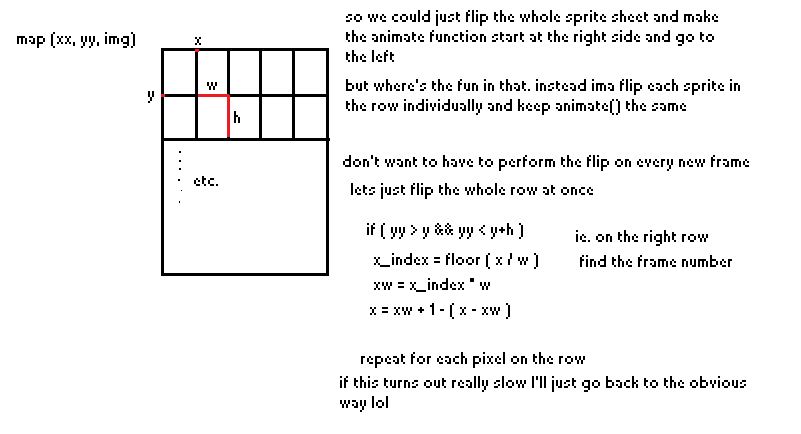 map (xx, yy, img)
x
y
w
h
etc.
so we could just flip the whole sprite sheet and make
the animate function start at the right side and go to
the left
but where's the fun in that. instead ima flip each sprite in
the row individually and keep animate() the same
don't want to have to perform the flip on every new frame
lets just flip the whole row at once
if ( yy > y && yy < y+h )
ie. on the right row
x_index = floor ( x / w )
find the frame number
xw = x_index * w
x = xw + 1 - ( x - xw )
repeat for each pixel on the row
if this turns out really slow I'll just go back to the obvious
way lol